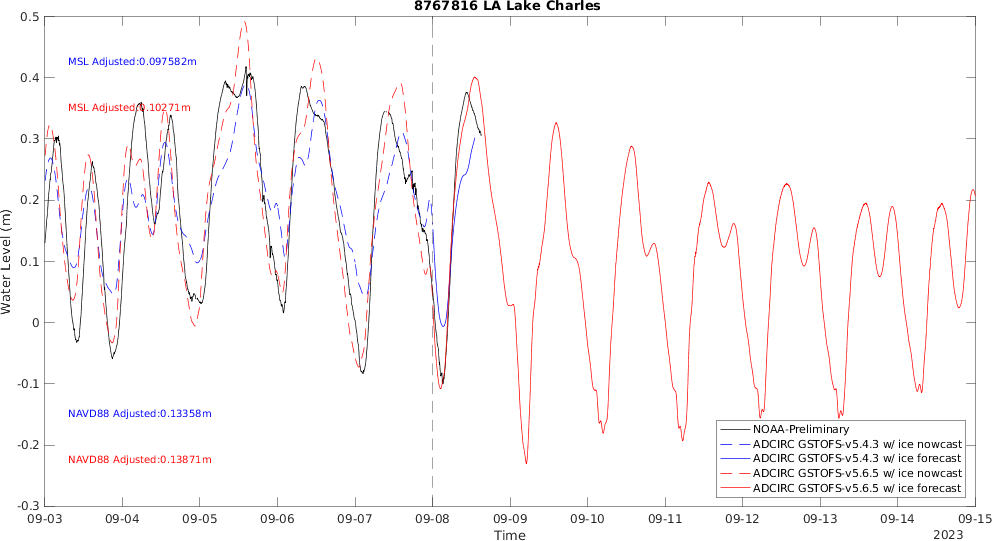 8767816 LA Lake Charles
0.5
0.4
0.3
0.2
0.1
0
-0.1
-0.2
-0.3
Water Level (m)
MSL Adjusted:0.097582m
MSL Adjusted:0.10271m
NAVD88 Adjusted:0.13358m
NAVD88 Adjusted:0.13871m
NOAA-Preliminary
ADCIRC GSTOFS-v5.4.3 w/ ice nowcast
ADCIRC GSTOFS-v5.4.3 w/ ice forecast
ADCIRC GSTOFS-v5.6.5 w/ ice nowcast
ADCIRC GSTOFS-v5.6.5 w/ ice forecast
09-03 09-04 09-05 09-06 09-07 09-08 09-09 09-10 09-11 09-12 09-13 09-14 09-15
Time
2023